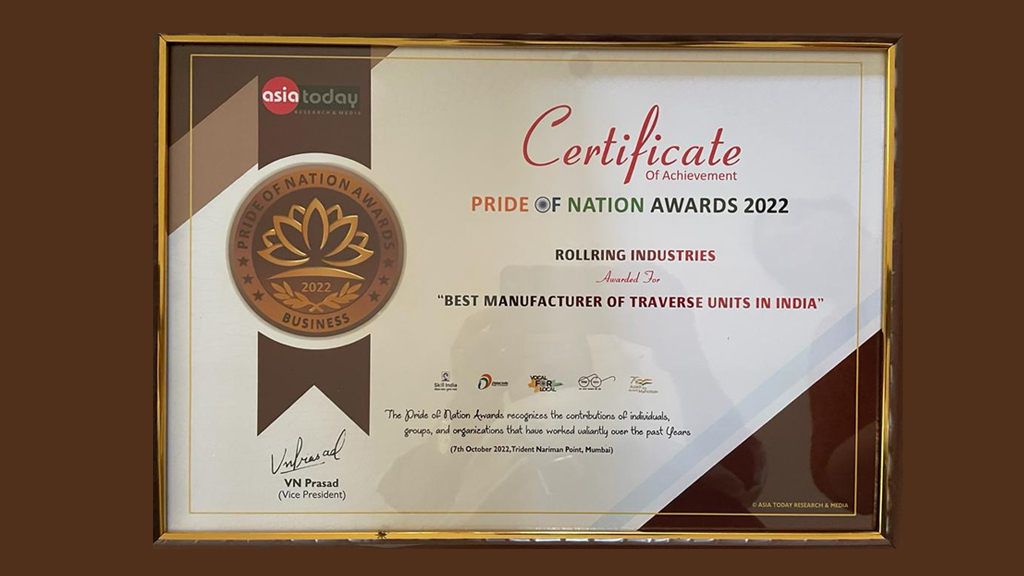 asia today
RESEARCH & MEDIA
PRIDE OF NATION AWARDS
2022
BUSINESS
Certificate
Of Achievement
PRIDE OF NATION AWARDS 2022
ROLLRING INDUSTRIES
Awarded For
"BEST MANUFACTURER OF TRAVERSE UNITS IN INDIA"
Skill India
VOCAL
FOR
LOCAL
The Pride of Nation Awards recognizes the contributions of individuals,
groups, and organizations that have worked valiantly over the past Years
(7th October 2022,Trident Nariman Point, Mumbai)
VNPrasad
VN Prasad
(Vice President)
© ASIA TODAY RESEARCH & MEDIA